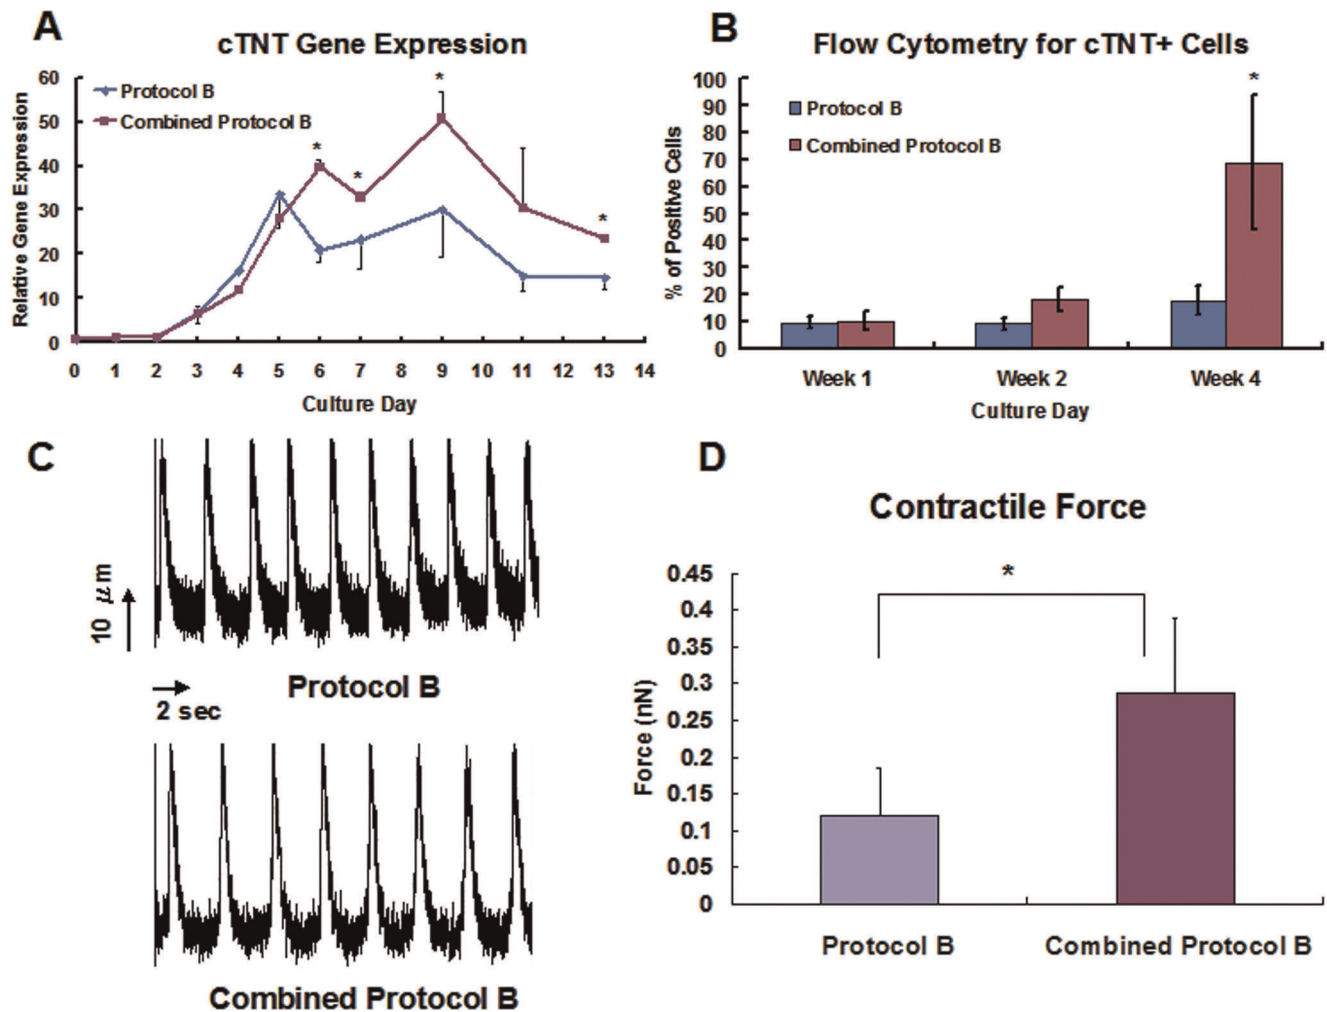 A
cTNT Gene Expression
Relative Gene Expression
60
50
40
30
20
10
0
Protocol B
Combined Protocol B
*
*
*
*
0 1 2 3 4 5 6 7 8 9 10 11 12 13 14
Culture Day
B
Flow Cytometry for cTNT+ Cells
% of Positive Cells
100
90
80
70
60
50
40
30
20
10
0
Protocol B
Combined Protocol B
*
Week 1 Week 2 Week 4
Culture Day
C
10 μm
Protocol B
2 sec
Combined Protocol B
D
Contractile Force
Force (nN)
0.45
0.4
0.35
0.3
0.25
0.2
0.15
0.1
0.05
0
*
Protocol B Combined Protocol B